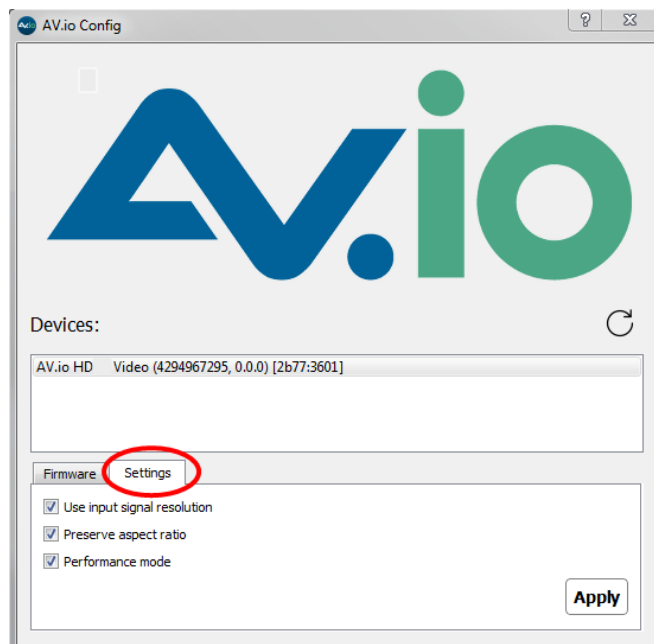 AV.io Config
AV.io
Devices:
AV.io HD Video (4294967295, 0.0.0) [2b77:3601]
Firmware Settings
Use input signal resolution
Preserve aspect ratio
Performance mode
Apply